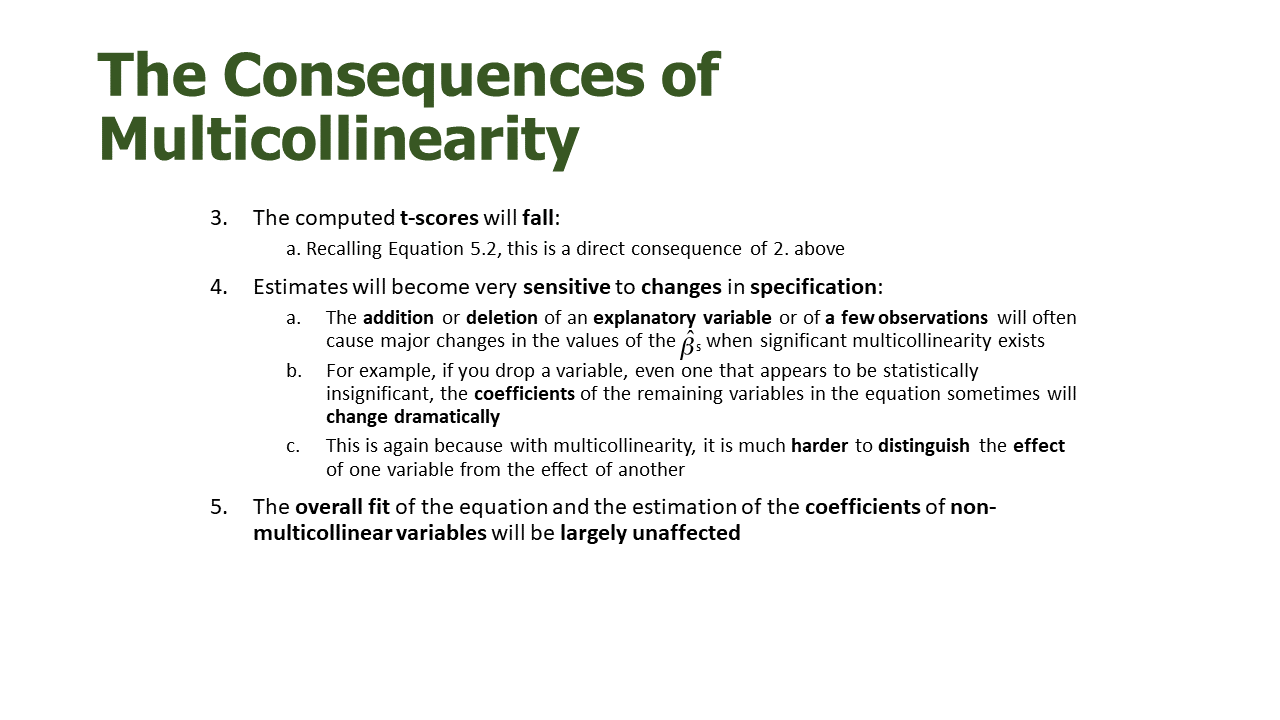 The Consequences of
Multicollinearity
3. The computed t-scores will fall:
a. Recalling Equation 5.2, this is a direct consequence of 2. above
4. Estimates will become very sensitive to changes in specification:
a. The addition or deletion of an explanatory variable or of a few observations will often
cause major changes in the values of the β̂s when significant multicollinearity exists
b. For example, if you drop a variable, even one that appears to be statistically
insignificant, the coefficients of the remaining variables in the equation sometimes will
change dramatically
c. This is again because with multicollinearity, it is much harder to distinguish the effect
of one variable from the effect of another
5. The overall fit of the equation and the estimation of the coefficients of non-
multicollinear variables will be largely unaffected